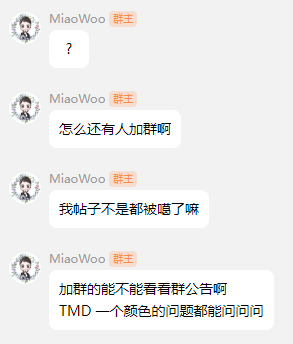 MiaoWoo 群主
?
MiaoWoo 群主
怎么还有人加群啊
MiaoWoo 群主
我帖子不是都被噶了嘛
MiaoWoo 群主
加群的能不能看看群公告啊
TMD 一个颜色的问题都能问问问